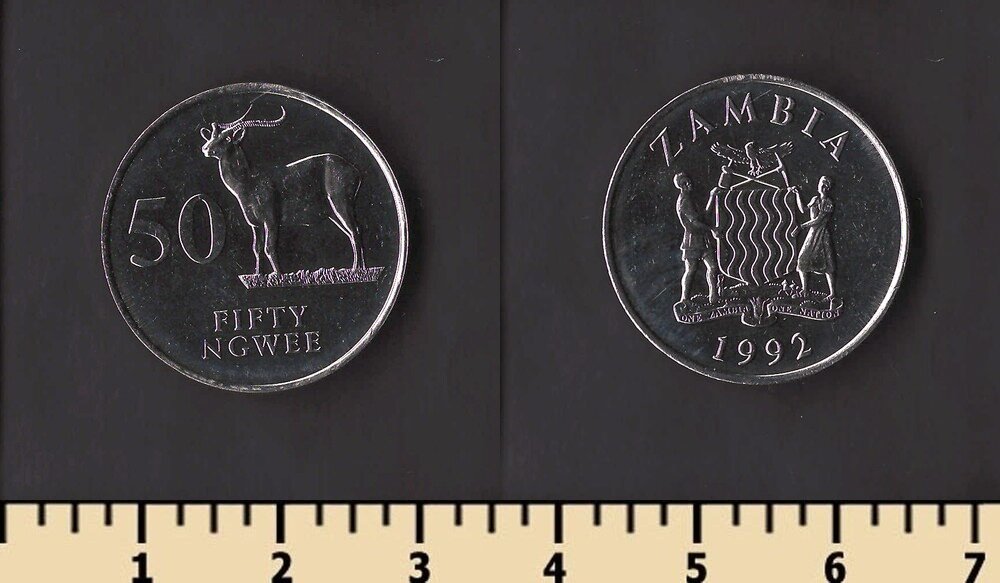 50
FIFTY
NGWEE
ZAMBIA
ONE ZAMBIA ONE NATION
1992
1 2 3 4 5 6 7